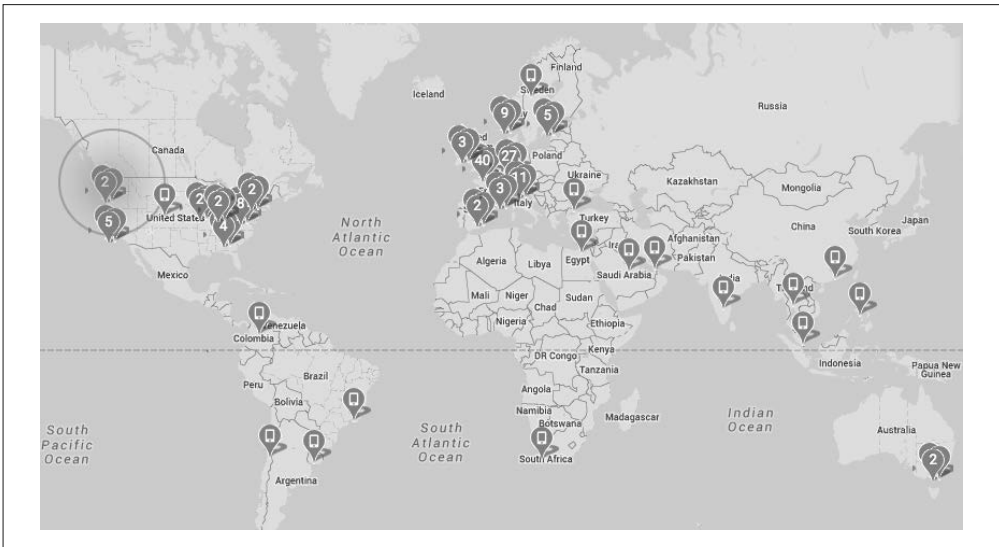 Finland
Iceland
Sweden
Russia
9
5
Canada
3
Poland
27
40
Ukraine
Kazakhstan
Mongolia
2
11
3
2
2
2
8
2
Italy
United States
5
4
Turkey
China
Japan
South Korea
North
Atlantic
Ocean
Afghanistan
Pakistan
Algeria
Libya
Egypt
Saudi Arabia
Mexico
Mali
Niger
Chad
Sudan
Nigeria
Ethiopia
Colombia
DR Congo
Kenya
Tanzania
Indonesia
Papua New
Guinea
Peru
Brazil
Angola
Bolivia
Namibia
Botswana
Madagascar
South
Pacific
Ocean
South
Atlantic
Ocean
Indian
Ocean
Australia
South Africa
2
Argentina